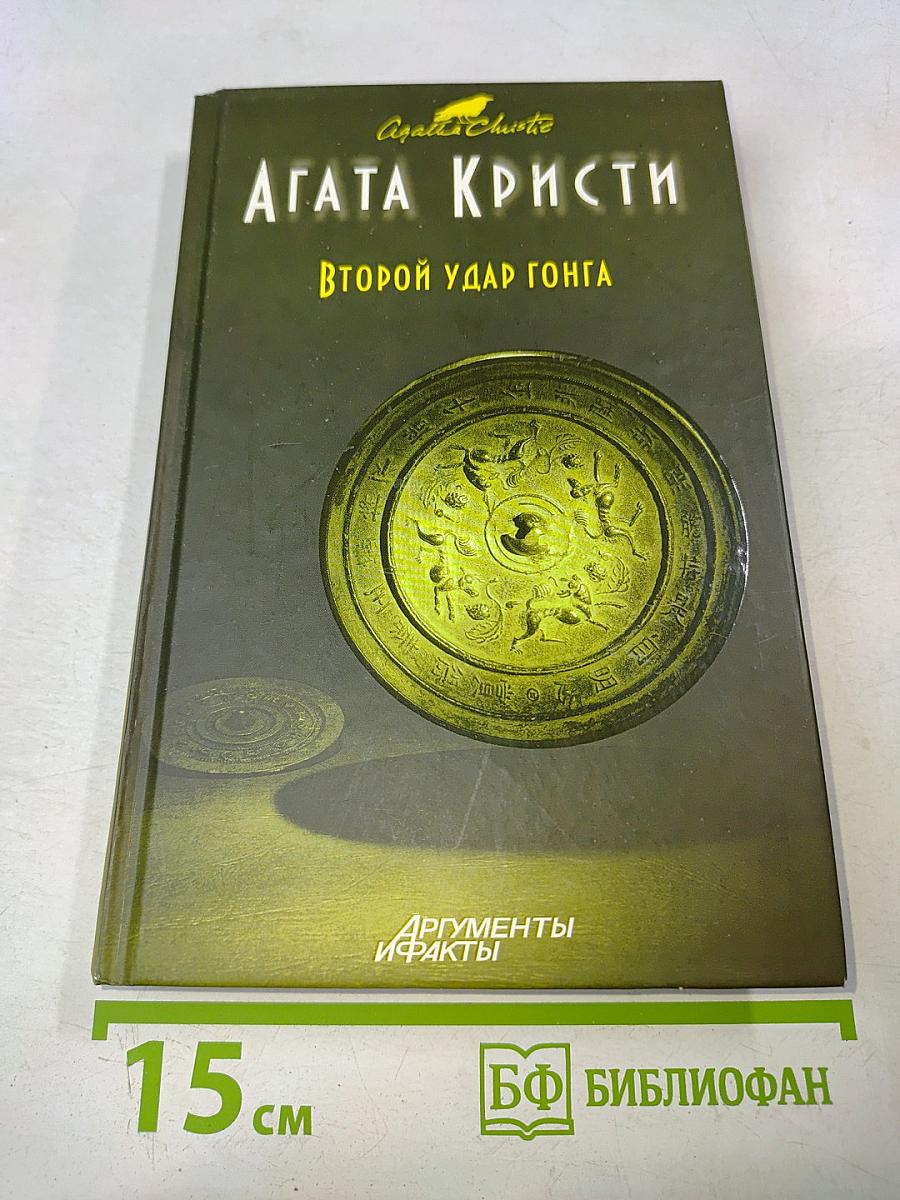 Agatha Christie
АГАТА КРИСТИ
ВТОРОЙ УДАР ГОНГА
АРГУМЕНТЫ
И ФАКТЫ
15 см
БФ БИБЛИОФАН